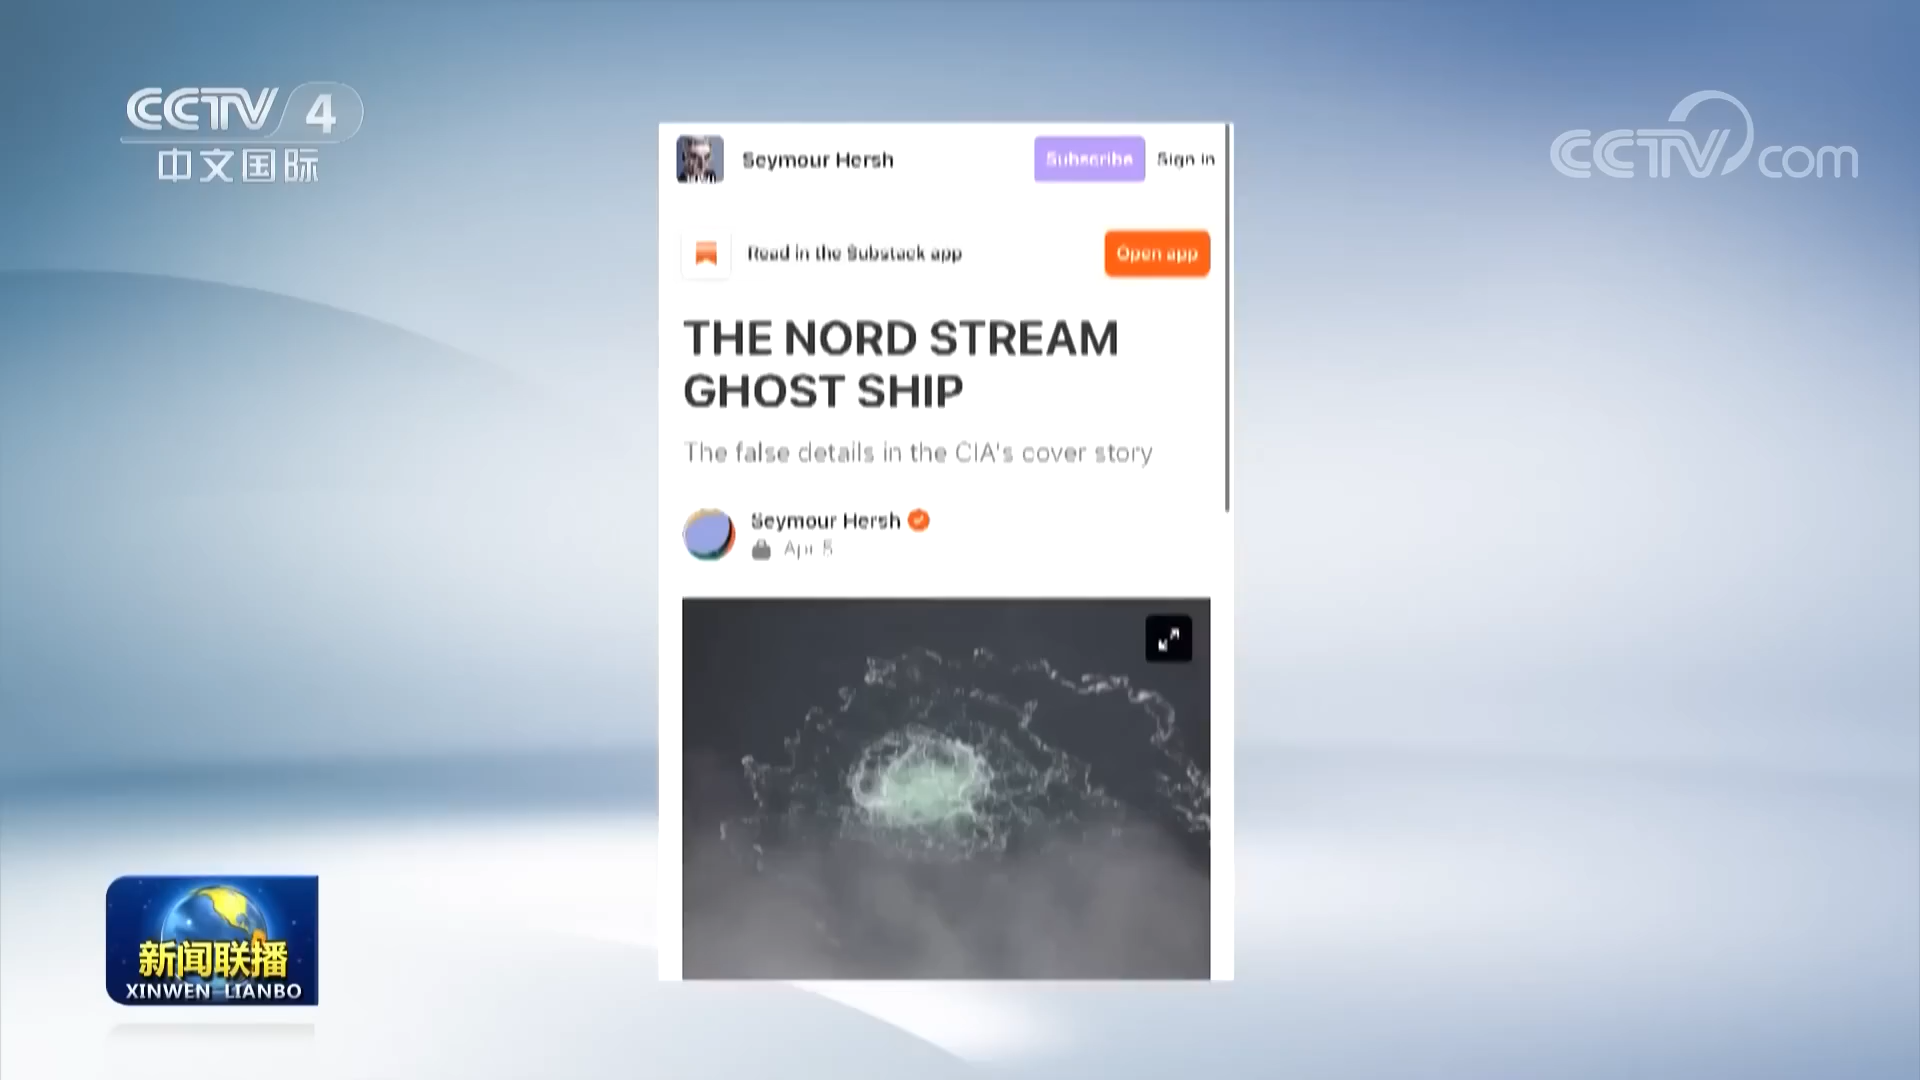 CCTV 4
中文国际
CCTV com
Seymour Hersh
Subscribe
Sign in
Read in the Substack app
Open app
THE NORD STREAM
GHOST SHIP
The false details in the CIA's cover story
Seymour Hersh
Apr 5
新闻联播
XINWEN LIANBO